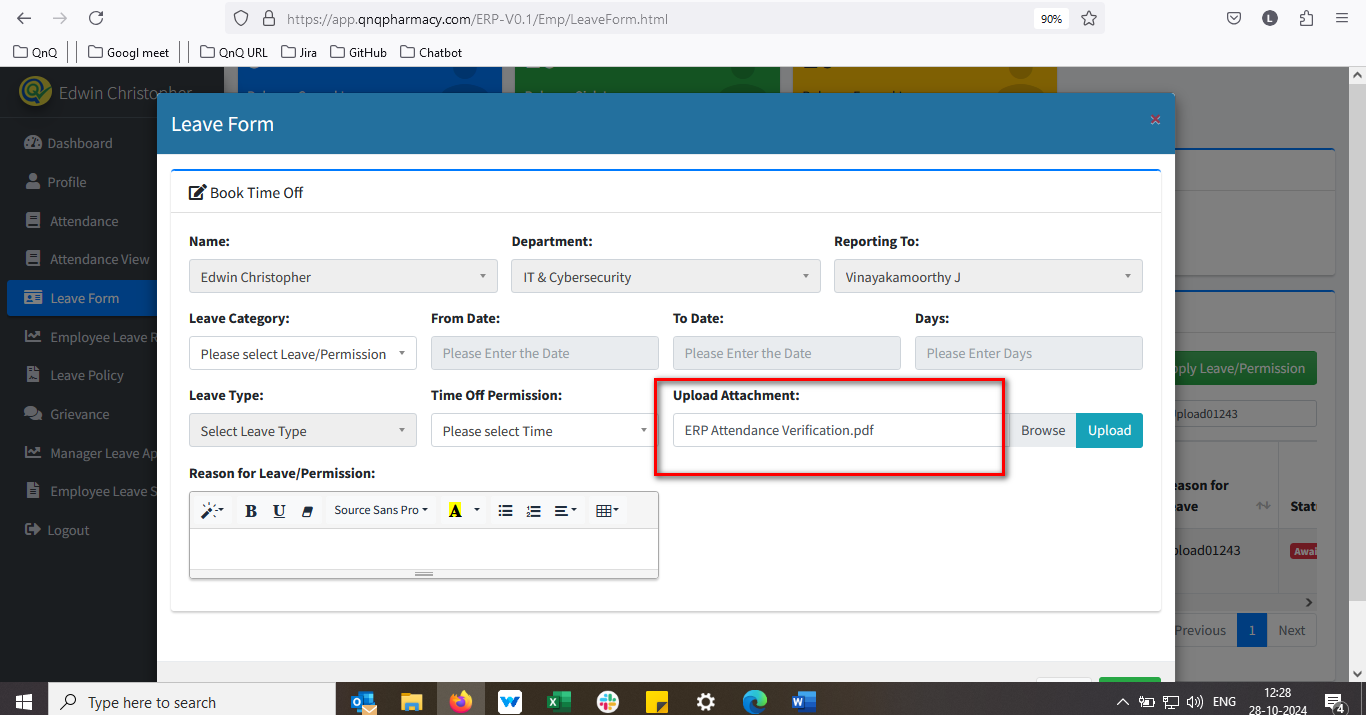 https://app.qnqpharmacy.com/ERP-V0.1/Emp/LeaveForm.html
90%
L
QnQ
Googl meet
QnQ URL
Jira
GitHub
Chatbot
Edwin Christopher
Dashboard
Profile
Attendance
Attendance View
Leave Form
Employee Leave R
Leave Policy
Grievance
Manager Leave Ap
Employee Leave S
Logout
Leave Form
×
Book Time Off
Name: Department: Reporting To:
Edwin Christopher IT & Cybersecurity Vinayakamoorthy J
Leave Category: From Date: To Date: Days:
Please select Leave/Permission Please Enter the Date Please Enter the Date Please Enter Days
Leave Type: Time Off Permission: Upload Attachment:
Select Leave Type Please select Time ERP Attendance Verification.pdf Browse Upload
Reason for Leave/Permission:
B U Source Sans Pro A
pply Leave/Permission
Upload01243
eason for
eave
Statu
pload01243
Awai
Previous 1 Next
Type here to search
ENG
12:28
28-10-2024
4